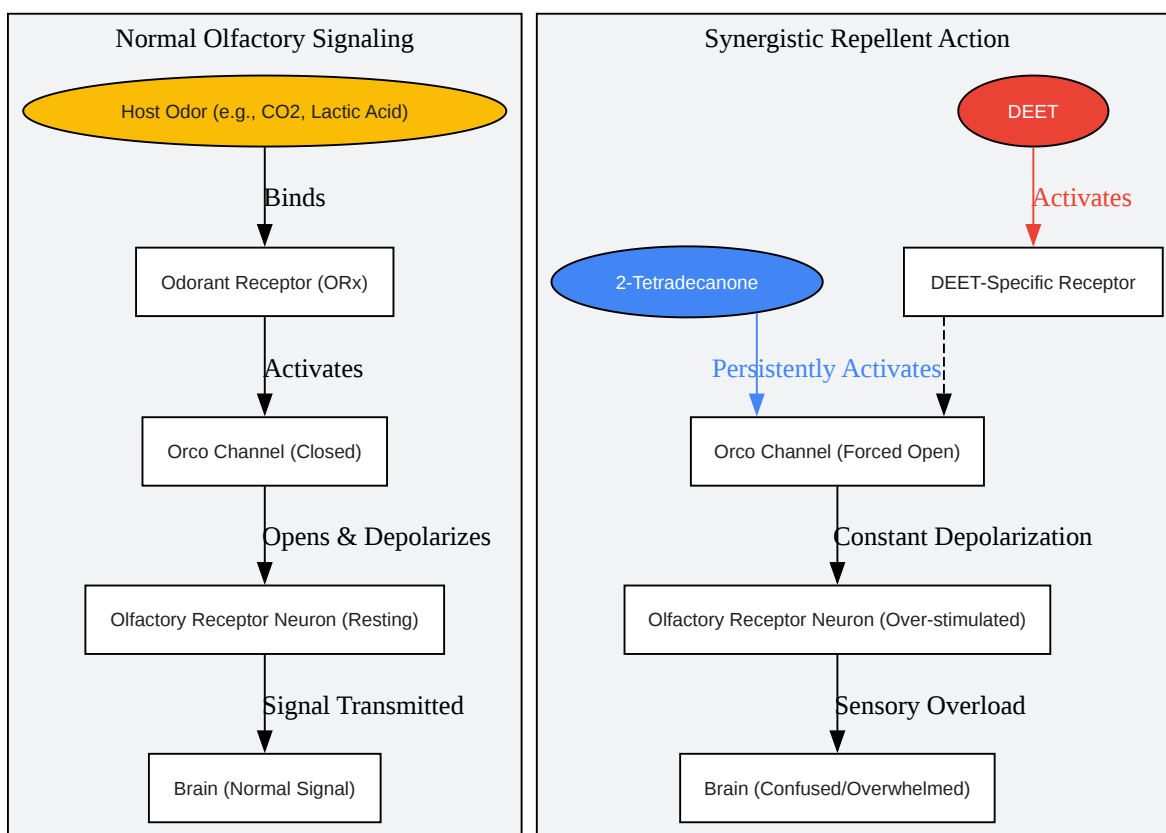 Normal Olfactory Signaling
Host Odor (e.g., CO2, Lactic Acid)
Binds
Odorant Receptor (ORx)
Activates
Orco Channel (Closed)
Opens & Depolarizes
Olfactory Receptor Neuron (Resting)
Signal Transmitted
Brain (Normal Signal)
Synergistic Repellent Action
DEET
Activates
2-Tetradecanone
DEET-Specific Receptor
Persistently Activates
Orco Channel (Forced Open)
Constant Depolarization
Olfactory Receptor Neuron (Over-stimulated)
Sensory Overload
Brain (Confused/Overwhelmed)